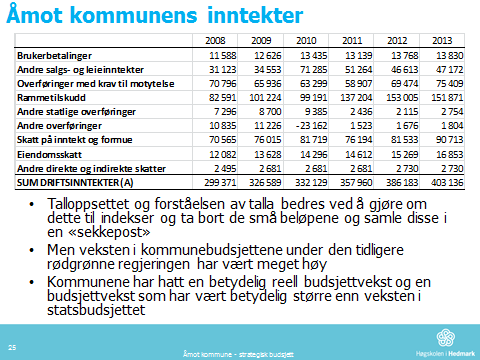 Åmot kommunens inntekter
2008 2009 2010 2011 2012 2013
Brukerbetalinger 11 588 12 626 13 435 13 139 13 768 13 830
Andre salgs- og leieinntekter 31 123 34 553 71 285 51 264 46 613 47 172
Overføringer med krav til motytelse 70 796 65 936 63 299 58 907 69 474 75 409
Rammetilskudd 82 591 101 224 99 191 137 204 153 005 151 871
Andre statlige overføringer 7 296 8 700 9 385 2 436 2 115 2 754
Andre overføringer 10 835 11 226 -23 162 1 523 1 676 1 804
Skatt på inntekt og formue 70 565 76 015 81 719 76 194 81 533 90 713
Eiendomsskatt 12 082 13 628 14 296 14 612 15 269 16 853
Andre direkte og indirekte skatter 2 495 2 681 2 681 2 681 2 730 2 730
SUM DRIFTSINNTEKTER (A) 299 371 326 589 332 129 357 960 386 183 403 136
• Talloppsettet og forståelsen av talla bedres ved å gjøre om
dette til indekser og ta bort de små beløpene og samle disse i
en «sekkepost»
• Men veksten i kommunebudsjettene under den tidligere
rødgrønne regjeringen har vært meget høy
• Kommunene har hatt en betydelig reell budsjettvekst og en
budsjettvekst som har vært betydelig større enn veksten i
statsbudsjettet
25
Åmot kommune - strategisk budsjett
Høgskolen i Hedmark